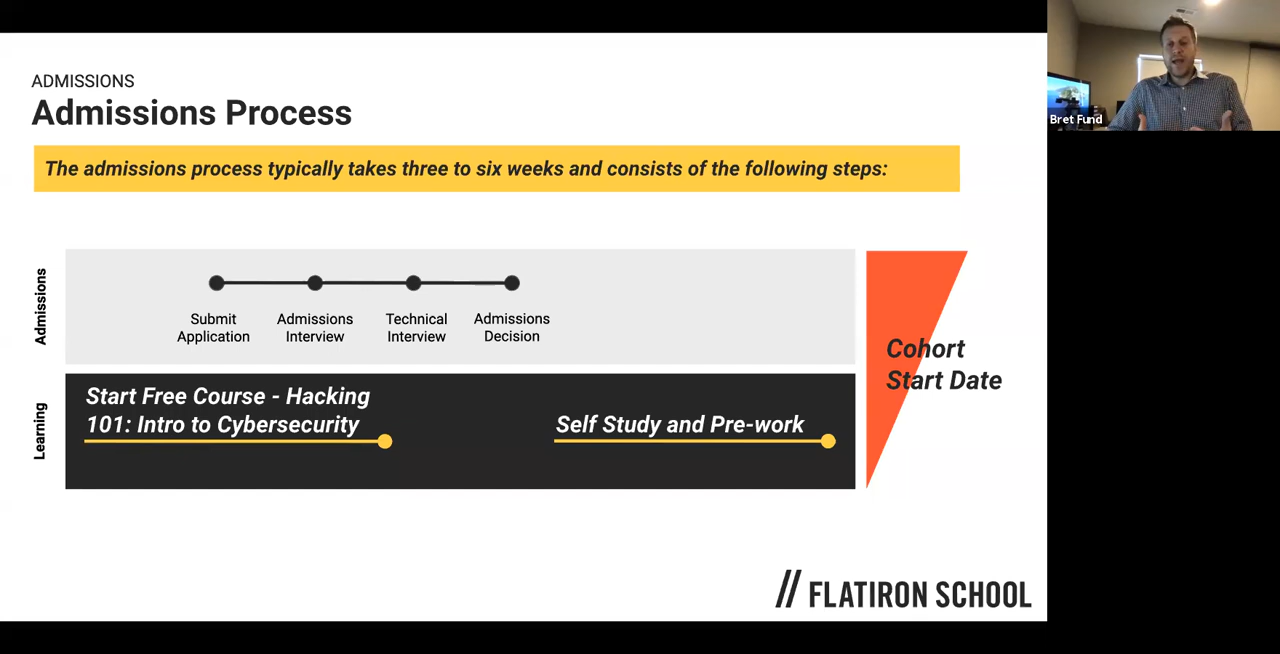 ADMISSIONS
Admissions Process
The admissions process typically takes three to six weeks and consists of the following steps:
Admissions
Submit
Application
Admissions
Interview
Technical
Interview
Admissions
Decision
Learning
Start Free Course - Hacking
101: Intro to Cybersecurity
Self Study and Pre-work
Cohort
Start Date
// FLATIRON SCHOOL
Bret Fund